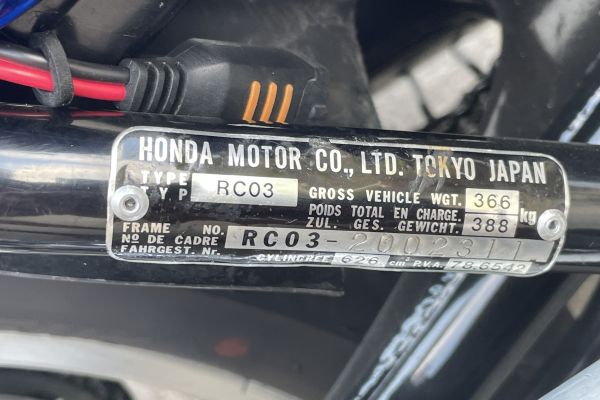 HONDA MOTOR CO., LTD. TOKYO JAPAN
TYPE
TYP RC03
GROSS VEHICLE WGT. 366
POIDS TOTAL EN CHARGE. kg
ZUL. GES. GEWICHT. 388
FRAME NO.
Nº DE CADRE RC03-2002311
FAHRGEST. Nr.
CYLINDREE 626 cm³ P.V.A.